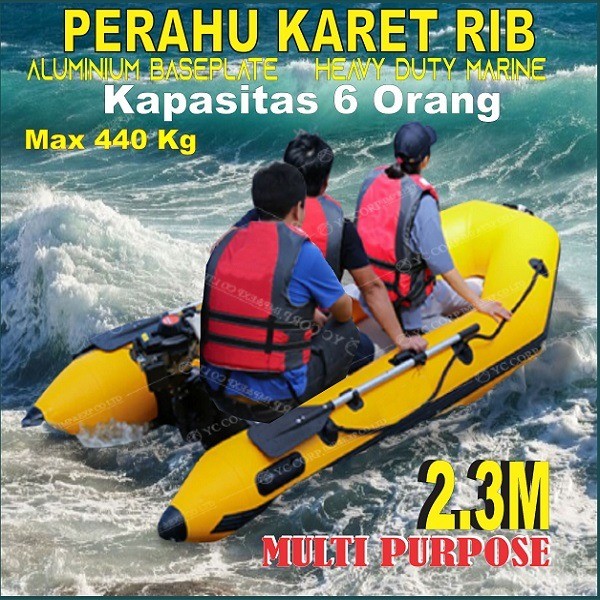 PERAHU KARET RIB
ALUMINIUM BASEPLATE HEAVY DUTY MARINE
Kapasitas 6 Orang
Max 440 Kg
2.3M
MULTI PURPOSE